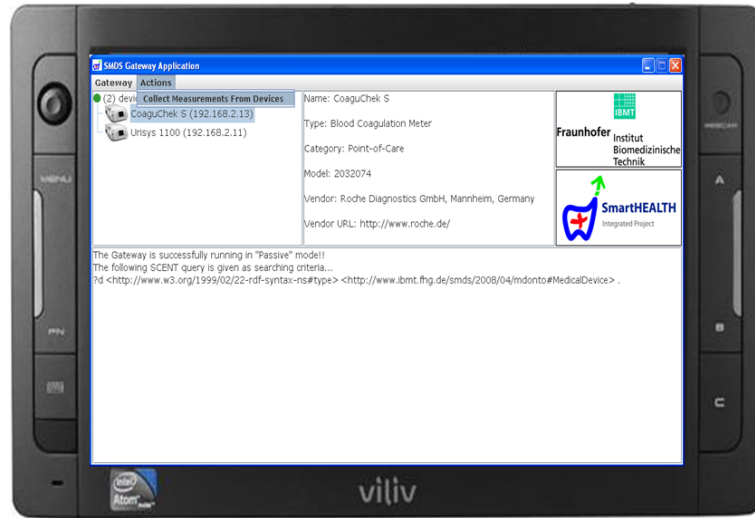 SMDS Gateway Application
Gateway Actions
(2) devi
Collect Measurements From Devices
CoaguChek S (192.168.2.13)
Urisys 1100 (192.168.2.11)
Name: CoaguChek S
Type: Blood Coagulation Meter
Category: Point-of-Care
Model: 2032074
Vendor: Roche Diagnostics GmbH, Mannheim, Germany
Vendor URL: http://www.roche.de/
IBMT
Fraunhofer Institut
Biomedizinische
Technik
SmartHEALTH
Integrated Project
The Gateway is successfully running in "Passive" mode!!
The following SCENT query is given as searching criteria...
?d <http://www.w3.org/1999/02/22-rdf-syntax-ns#type> <http://www.ibmt.fhg.de/smds/2008/04/mdonto#MedicalDevice> .
MENU
A
B
C
intel
Atom
inside
viliv